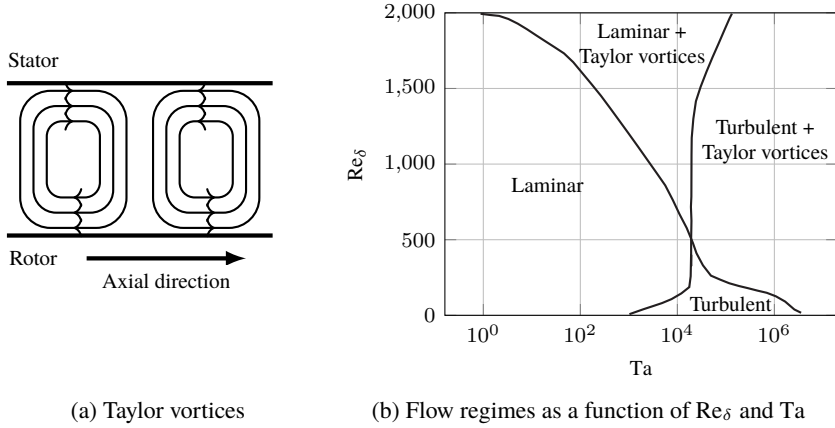 Stator
Rotor
Axial direction
(a) Taylor vortices
2,000
1,500
1,000
500
0
Re_δ
Laminar +
Taylor vortices
Turbulent +
Taylor vortices
Laminar
Turbulent
10^0
10^2
10^4
10^6
Ta
(b) Flow regimes as a function of Re_δ and Ta